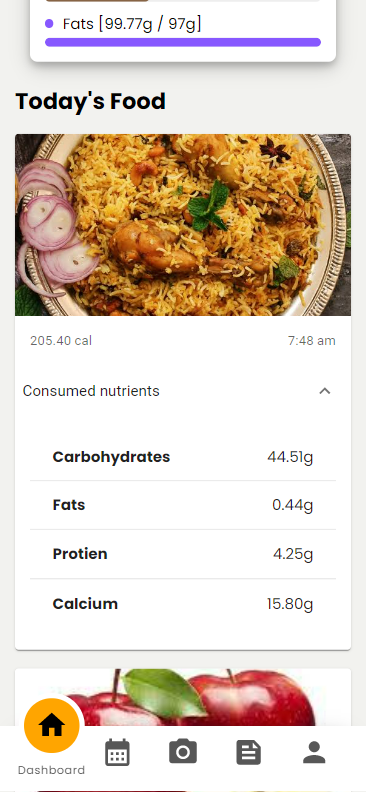 Fats [99.77g / 97g]
Today's Food
205.40 cal 7:48 am
Consumed nutrients
Carbohydrates 44.51g
Fats 0.44g
Protien 4.25g
Calcium 15.80g
Dashboard